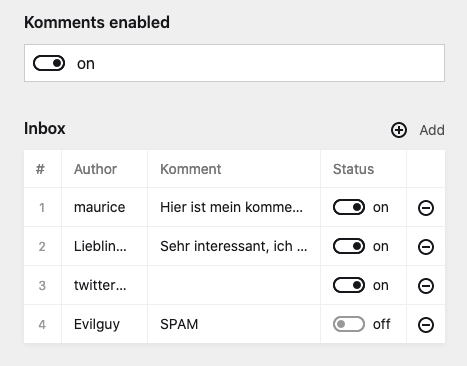 Komments enabled
on
Inbox
Add
# Author Komment Status
1 maurice Hier ist mein komme... on
2 Lieblin... Sehr interessant, ich ... on
3 twitter... on
4 Evilguy SPAM off